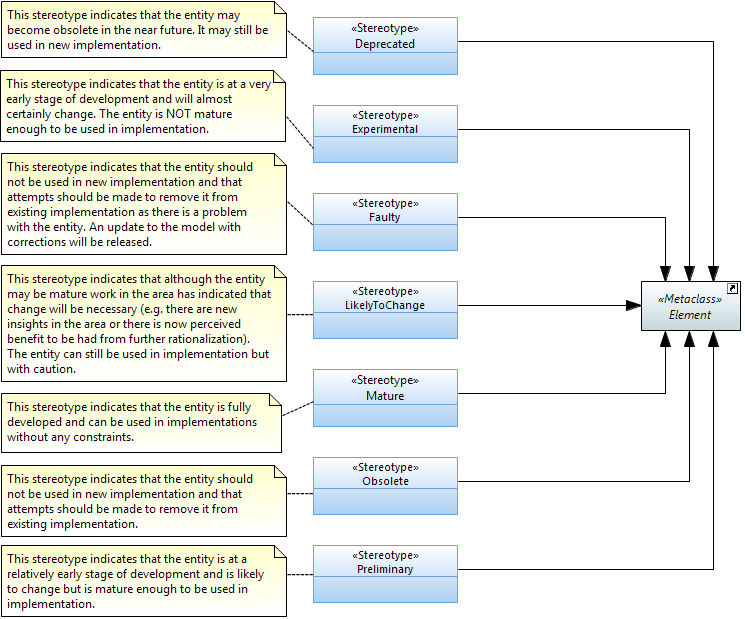 This stereotype indicates that the entity may
become obsolete in the near future. It may still be
used in new implementation.
«Stereotype»
Deprecated
This stereotype indicates that the entity is at a very
early stage of development and will almost
certainly change. The entity is NOT mature
enough to be used in implementation.
«Stereotype»
Experimental
This stereotype indicates that the entity should
not be used in new implementation and that
attempts should be made to remove it from
existing implementation as there is a problem
with the entity. An update to the model with
corrections will be released.
«Stereotype»
Faulty
This stereotype indicates that although the entity
may be mature work in the area has indicated that
change will be necessary (e.g. there are new
insights in the area or there is now perceived
benefit to be had from further rationalization).
The entity can still be used in implementation but
with caution.
«Stereotype»
LikelyToChange
«Metaclass»
Element
This stereotype indicates that the entity is fully
developed and can be used in implementations
without any constraints.
«Stereotype»
Mature
This stereotype indicates that the entity should
not be used in new implementation and that
attempts should be made to remove it from
existing implementation.
«Stereotype»
Obsolete
This stereotype indicates that the entity is at a
relatively early stage of development and is likely
to change but is mature enough to be used in
implementation.
«Stereotype»
Preliminary